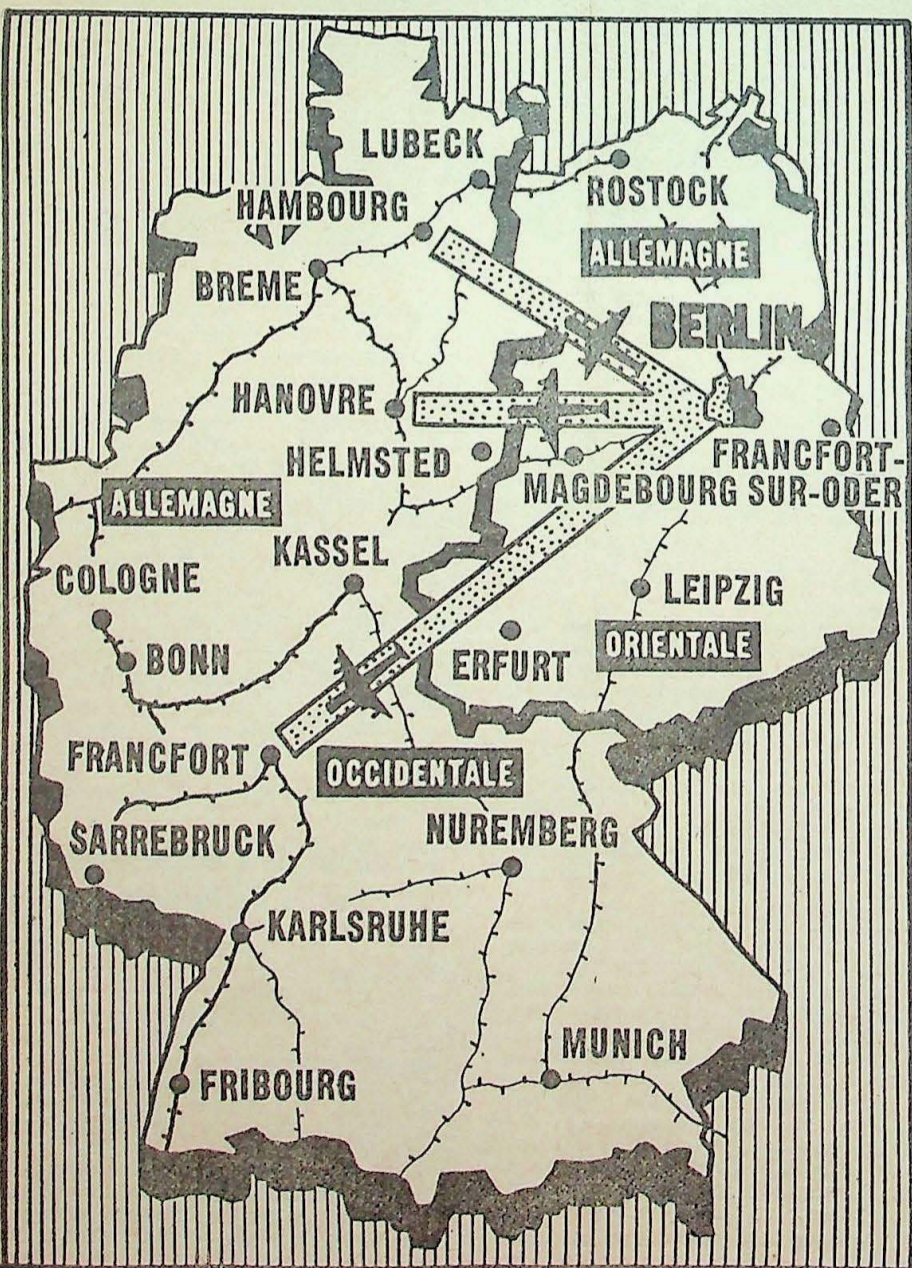 LUBECK
ROSTOCK
HAMBOURG
ALLEMAGNE
BREME
BERLIN
HANOVRE
HELMSTED
FRANCFORT-
MAGDEBOURG SUR-ODER
ALLEMAGNE
KASSEL
COLOGNE
LEIPZIG
BONN
ERFURT
ORIENTALE
FRANCFORT
OCCIDENTALE
SARREBRUCK
NUREMBERG
KARLSRUHE
MUNICH
FRIBOURG